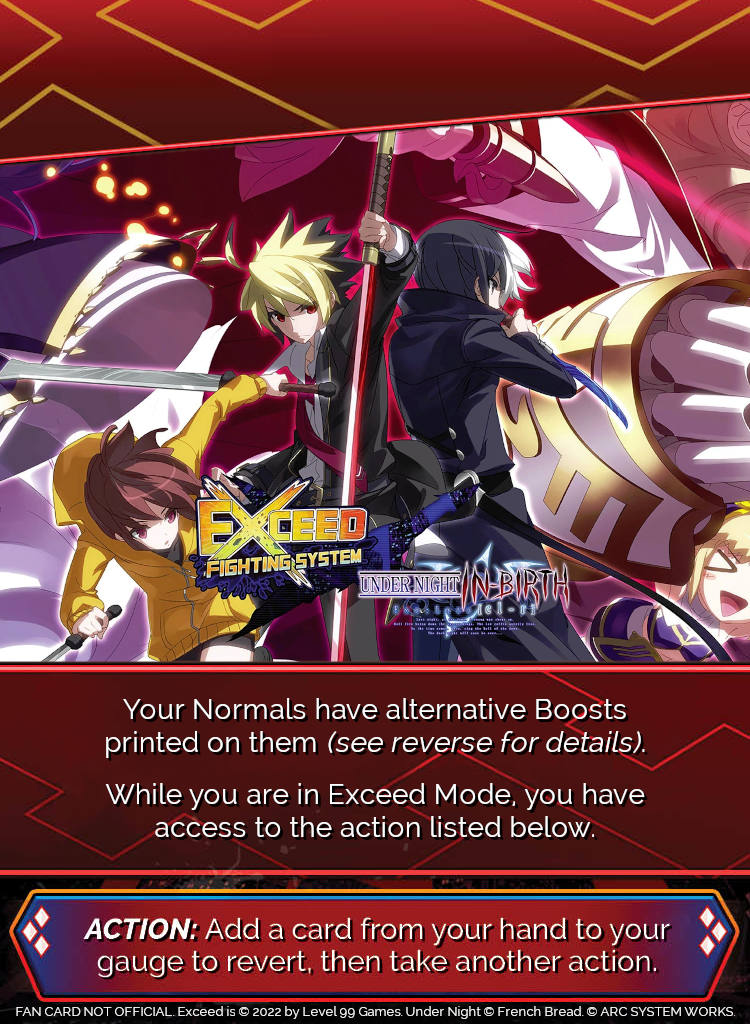 EXCEED
FIGHTING SYSTEM
UNDER NIGHT IN-BIRTH
Your Normals have alternative Boosts
printed on them (see reverse for details).
While you are in Exceed Mode, you have
access to the action listed below.
ACTION: Add a card from your hand to your
gauge to revert, then take another action.
FAN CARD NOT OFFICIAL. Exceed is © 2022 by Level 99 Games. Under Night © French Bread. © ARC SYSTEM WORKS.